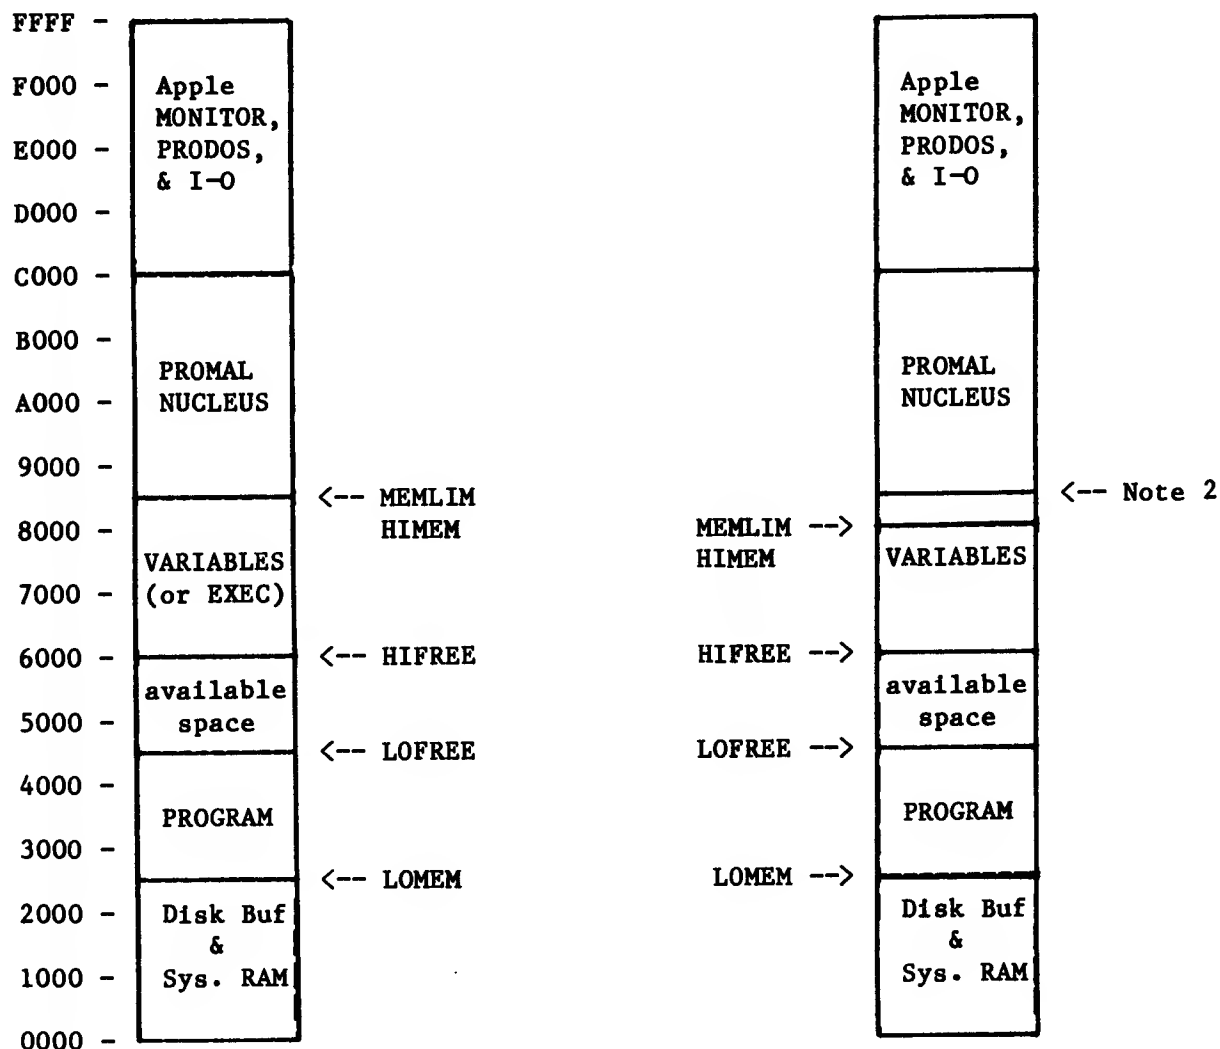 FFFF -
F000 -
E000 -
D000 -
C000 -
B000 -
A000 -
9000 -
8000 -
7000 -
6000 -
5000 -
4000 -
3000 -
2000 -
1000 -
0000 -
Apple
MONITOR,
PRODOS,
& I-O
PROMAL
NUCLEUS
VARIABLES
(or EXEC)
available
space
PROGRAM
Disk Buf
&
Sys. RAM
<-- MEMLIM
HIMEM
<-- HIFREE
<-- LOFREE
<-- LOMEM
MEMLIM -->
HIMEM
HIFREE -->
LOFREE -->
LOMEM -->
Apple
MONITOR,
PRODOS,
& I-O
PROMAL
NUCLEUS
VARIABLES
available
space
PROGRAM
Disk Buf
&
Sys. RAM
<-- Note 2